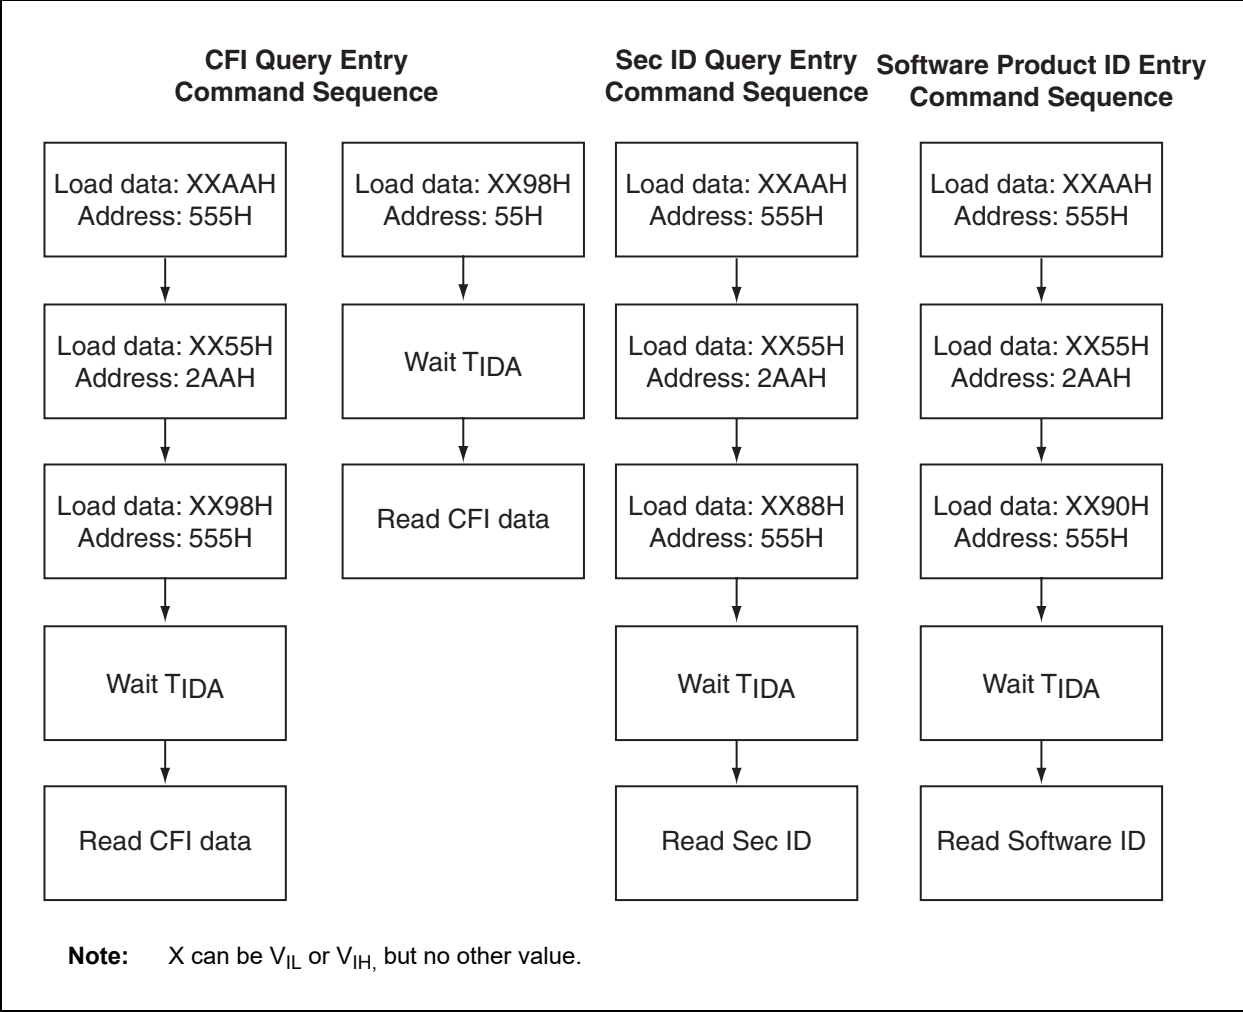 CFI Query Entry
Command Sequence
Load data: XXAAH
Address: 555H
Load data: XX55H
Address: 2AAH
Load data: XX98H
Address: 555H
Wait TIDA
Read CFI data
Load data: XX98H
Address: 55H
Wait TIDA
Read CFI data
Sec ID Query Entry
Command Sequence
Load data: XXAAH
Address: 555H
Load data: XX55H
Address: 2AAH
Load data: XX88H
Address: 555H
Wait TIDA
Read Sec ID
Software Product ID Entry
Command Sequence
Load data: XXAAH
Address: 555H
Load data: XX55H
Address: 2AAH
Load data: XX90H
Address: 555H
Wait TIDA
Read Software ID
Note: X can be VIL or VIH, but no other value.